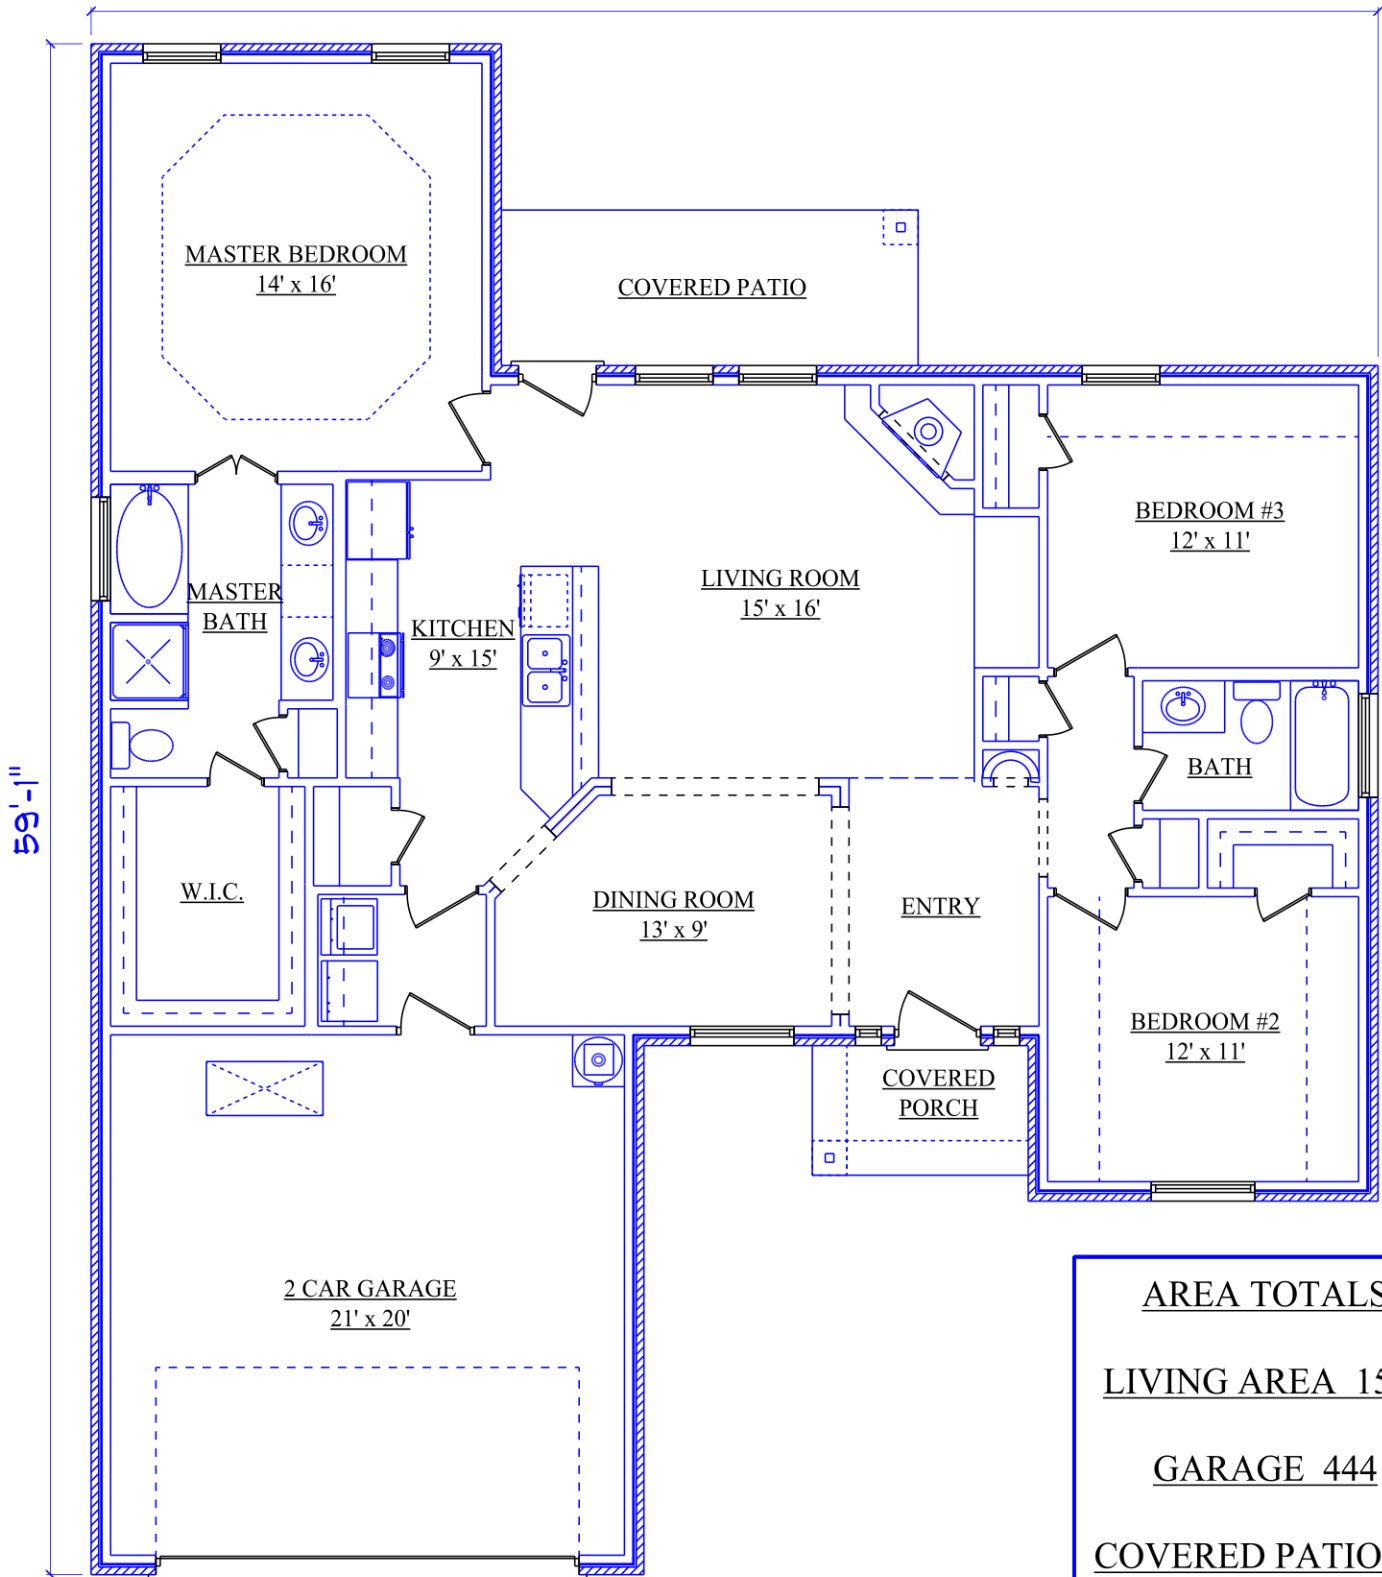 MASTER BEDROOM
14' x 16'
COVERED PATIO
BEDROOM #3
12' x 11'
LIVING ROOM
15' x 16'
MASTER
BATH
KITCHEN
9' x 15'
BATH
59'-1"
W.I.C.
DINING ROOM
13' x 9'
ENTRY
BEDROOM #2
12' x 11'
COVERED
PORCH
2 CAR GARAGE
21' x 20'
AREA TOTALS
LIVING AREA
GARAGE 444
COVERED PATIO